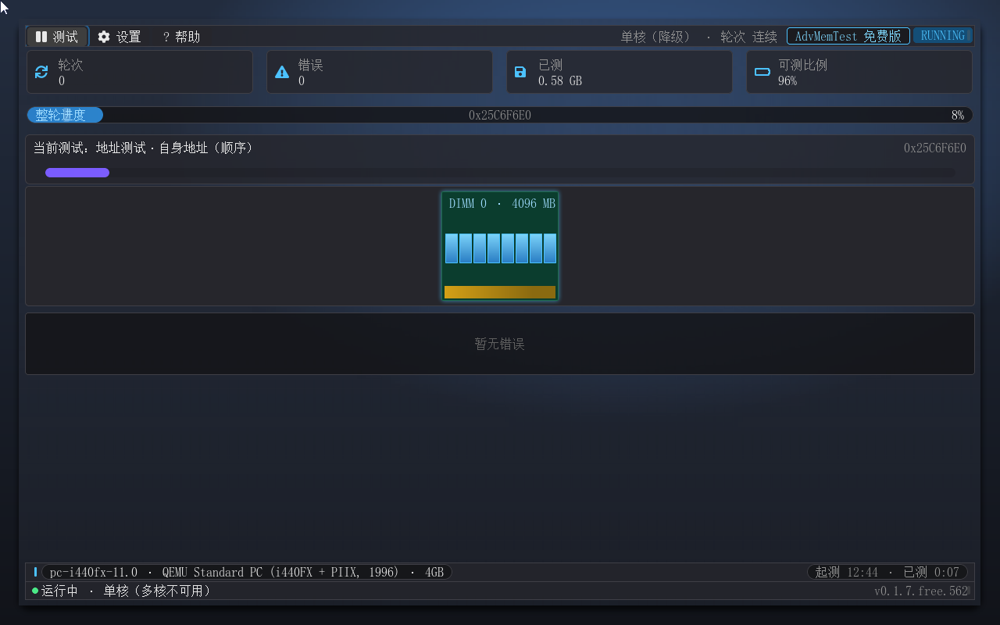 测试 设置 ? 帮助 单核（降级） · 轮次 连续 AdvMemTest 免费版 RUNNING
轮次 错误 已测 可测比例
0 0 0.58 GB 96%
整轮进度 0x25C6F6E0 8%
当前测试: 地址测试 · 自身地址（顺序） 0x25C6F6E0
DIMM 0 · 4096 MB
暂无错误
pc-i440fx-11.0 · QEMU Standard PC (i440FX + PIIX, 1996) · 4GB 起测 12:44 · 已测 0:07
运行中 · 单核（多核不可用） v0.1.7.free.562